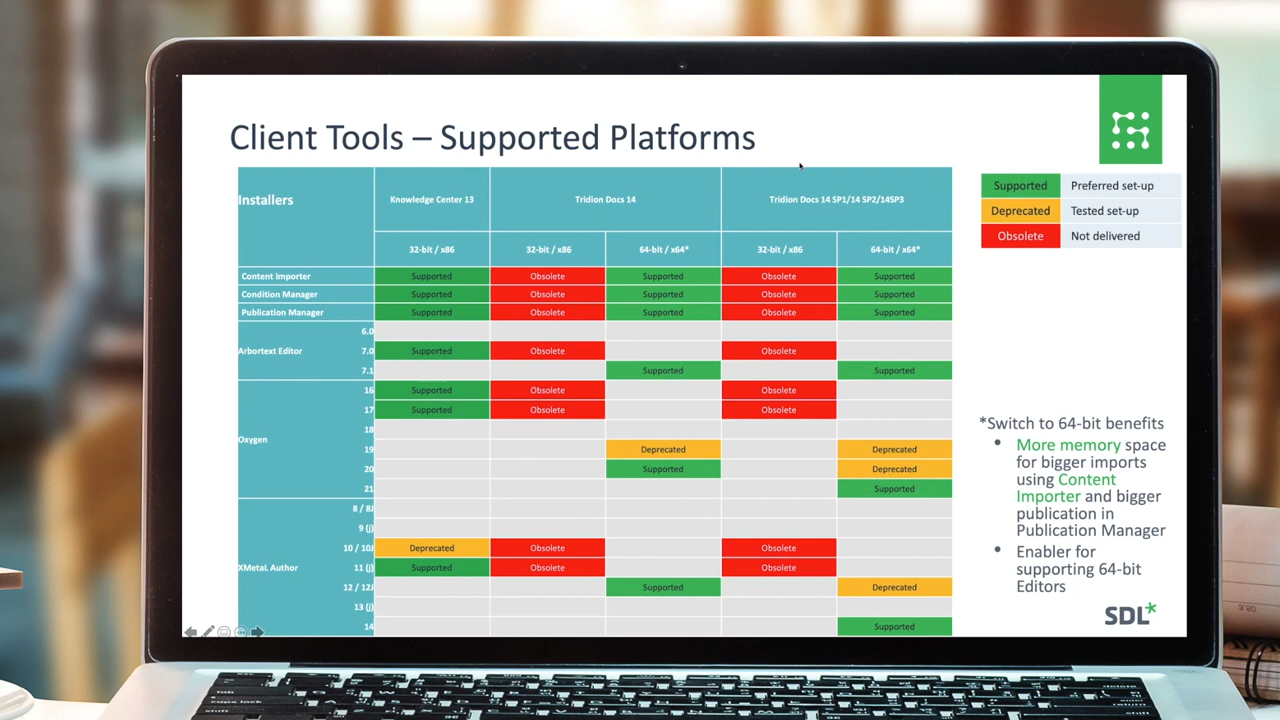 Client Tools – Supported Platforms
Installers Knowledge Center 13 Tridion Docs 14 Tridion Docs 14 SP1/14 SP2/14SP3
32-bit / x86 32-bit / x86 64-bit / x64* 32-bit / x86 64-bit / x64*
Content Importer Supported Obsolete Supported Obsolete Supported
Condition Manager Supported Obsolete Supported Obsolete Supported
Publication Manager Supported Obsolete Supported Obsolete Supported
6.0
Arbortext Editor 7.0 Supported Obsolete Obsolete
7.1 Supported Supported
16 Supported Obsolete Obsolete
17 Supported Obsolete Obsolete
18
Oxygen
19 Deprecated Deprecated
20 Supported Deprecated
21 Supported
8 / 8J
9 (j)
10 / 10J Deprecated Obsolete Obsolete
XMetaL Author 11 (j) Supported Obsolete Obsolete
12 / 12J Supported Deprecated
13 (j)
14 Supported
Supported Preferred set-up
Deprecated Tested set-up
Obsolete Not delivered
*Switch to 64-bit benefits
• More memory space
for bigger imports
using Content
Importer and bigger
publication in
Publication Manager
• Enabler for
supporting 64-bit
Editors
SDL*
tab
caps lock
shift
delete
return
shift